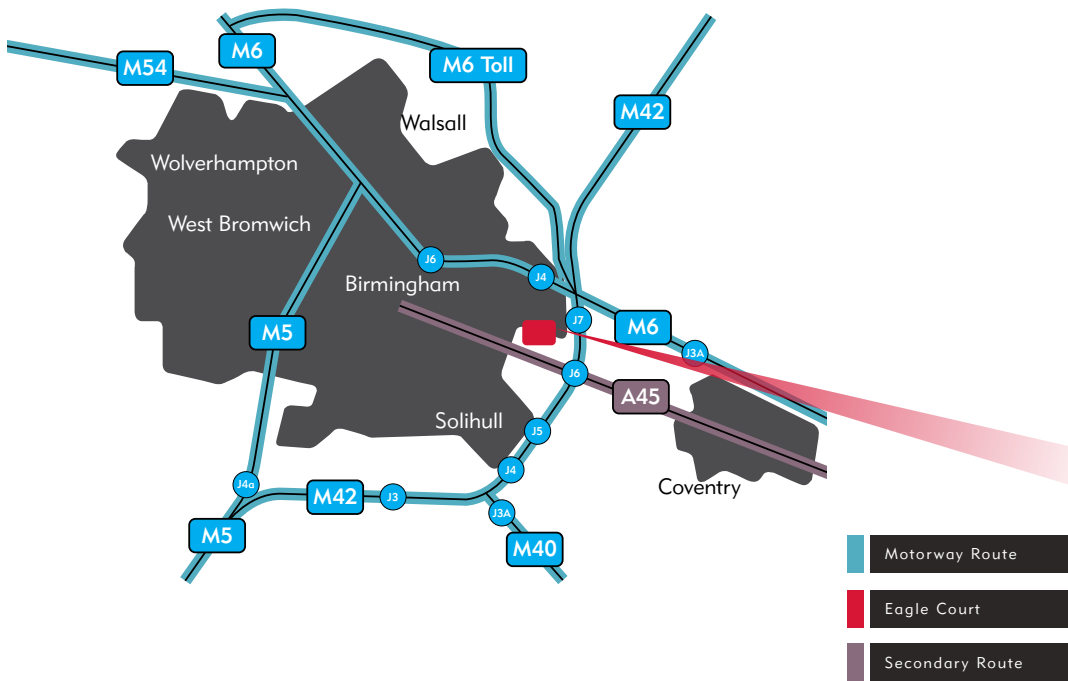 M6
M6 Toll
M54
M42
Walsall
Wolverhampton
West Bromwich
J6
J4
Birmingham
J7
M6
M5
J3A
J6
A45
Solihull
J5
J4
J4a
Coventry
M42
J3
J3A
M5
M40
Motorway Route
Eagle Court
Secondary Route